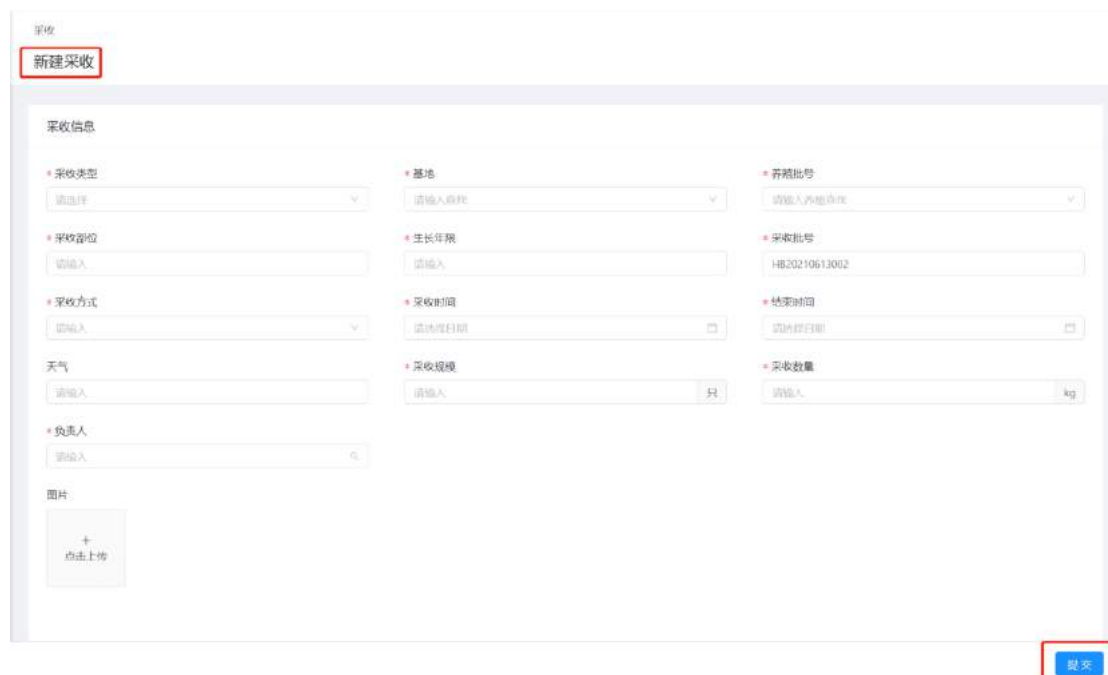 采收
新建采收
采收信息
* 采收类型
* 基地
* 养殖批号
请选择
请输入查找
请输入养殖查找
* 采收部位
* 生长年限
* 采收批号
请输入
请输入
HB20210613002
* 采收方式
* 采收时间
* 结束时间
请输入
请选择日期
请选择日期
天气
* 采收规模
* 采收数量
请输入
请输入 只
请输入 kg
* 负责人
请输入
图片
+
点击上传
提交